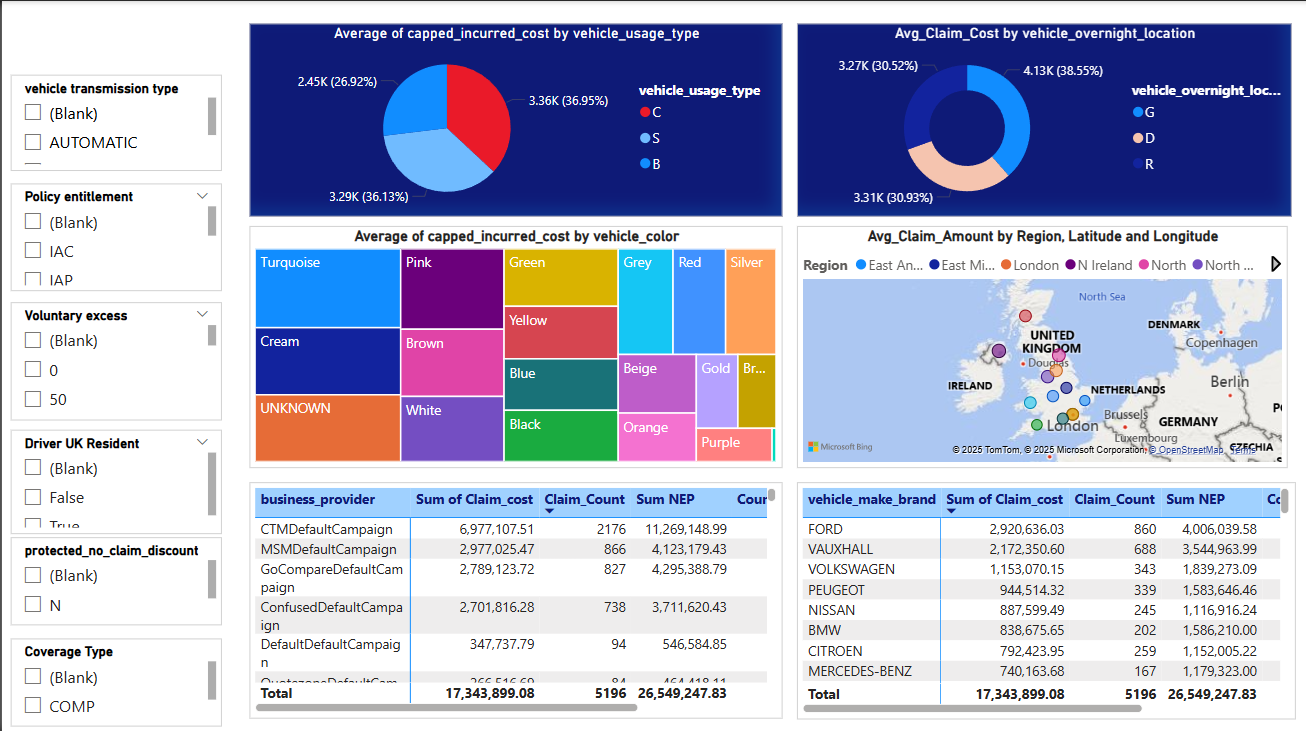 vehicle transmission type
(Blank)
AUTOMATIC
Policy entitlement
(Blank)
IAC
IAP
Voluntary excess
(Blank)
0
50
Driver UK Resident
(Blank)
False
True
protected_no_claim_discount
(Blank)
N
Coverage Type
(Blank)
COMP
Average of capped_incurred_cost by vehicle_usage_type
2.45K (26.92%)
3.36K (36.95%)
3.29K (36.13%)
vehicle_usage_type
C
S
B
Avg_Claim_Cost by vehicle_overnight_location
3.27K (30.52%)
4.13K (38.55%)
3.31K (30.93%)
vehicle_overnight_loc...
G
D
R
Average of capped_incurred_cost by vehicle_color
Turquoise
Cream
UNKNOWN
Pink
Brown
White
Green
Yellow
Blue
Black
Grey
Red
Silver
Beige
Orange
Gold
Br...
Purple
Avg_Claim_Amount by Region, Latitude and Longitude
Region East An... East Mi... London N Ireland North North ...
North Sea
UNITED
KINGDOM
Douglas
IRELAND
DENMARK
Copenhagen
Berlin
NETHERLANDS
Brussels
GERMANY
London
Luxembourg
CZECHIA
Microsoft Bing
© 2025 TomTom, © 2025 Microsoft Corporation, © OpenStreetMap Terms
business_provider Sum of Claim_cost Claim_Count Sum NEP Cour
CTMDefaultCampaign 6,977,107.51 2176 11,269,148.99
MSMDefaultCampaign 2,977,025.47 866 4,123,179.43
GoCompareDefaultCam 2,789,123.72 827 4,295,388.79
paign
ConfusedDefaultCampa 2,701,816.28 738 3,711,620.43
ign
DefaultDefaultCampaig 347,737.79 94 546,584.85
n
Total 17,343,899.08 5196 26,549,247.83
vehicle_make_brand Sum of Claim_cost Claim_Count Sum NEP Co
FORD 2,920,636.03 860 4,006,039.58
VAUXHALL 2,172,350.60 688 3,544,963.99
VOLKSWAGEN 1,153,070.15 343 1,839,273.09
PEUGEOT 944,514.32 339 1,583,646.46
NISSAN 887,599.49 245 1,116,916.24
BMW 838,675.65 202 1,586,210.00
CITROEN 792,423.95 259 1,152,005.22
MERCEDES-BENZ 740,163.68 167 1,179,323.00
Total 17,343,899.08 5196 26,549,247.83